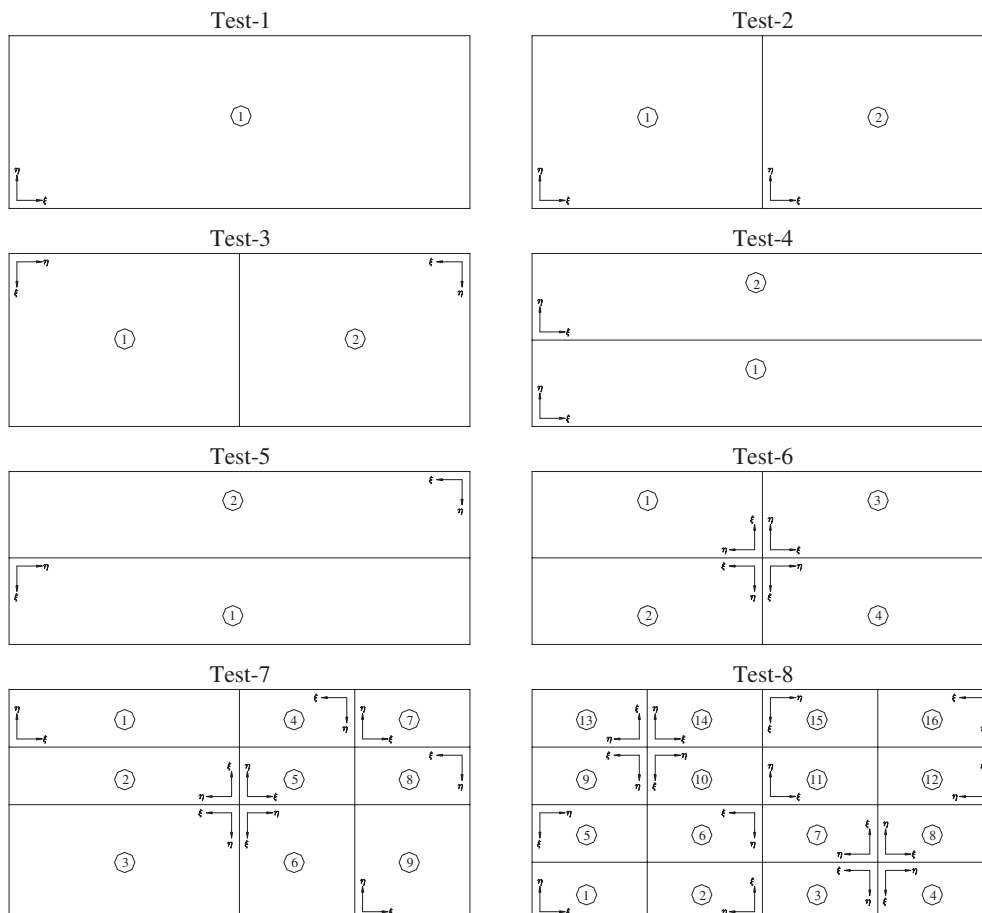 Test-1 Test-2
1
η
ξ
1 2
η η
ξ ξ
Test-3 Test-4
η ξ
ξ η
1 2
2
η
ξ
1
η
ξ
Test-5 Test-6
2
ξ
η
η
ξ
1
1 3
ξ η
η ξ
ξ η
η ξ
2 4
Test-7 Test-8
1 4 7
η ξ η
ξ η ξ
2 5 8
ξ η ξ
η ξ η
3 6 9
ξ η
η ξ
η
ξ
13 14 15 16
ξ η η ξ
η ξ ξ
9 10 11 12
ξ η η
η ξ ξ η
5 6 7 8
η ξ ξ η
ξ η η ξ
1 2 3 4
η ξ ξ η
ξ η η ξ